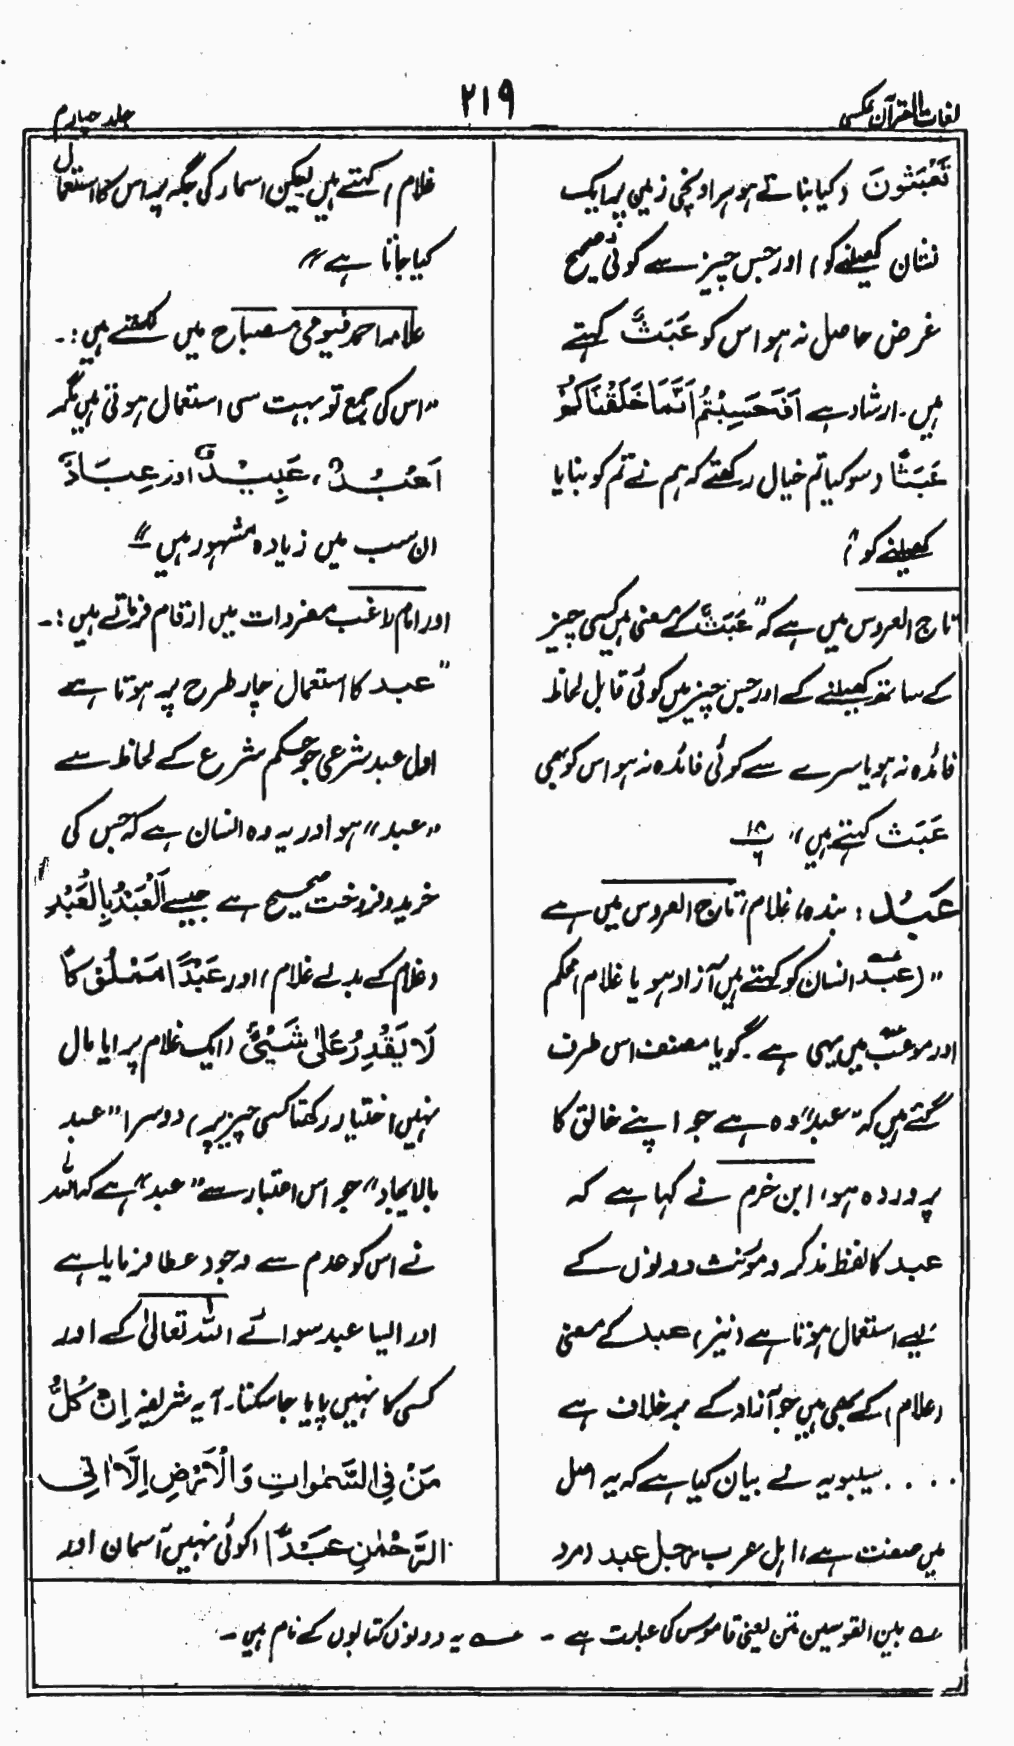 لغات القرآن عکسی
۲۱۹
جلد چہارم
تَعْبَثُونَ (کیا بناتے ہو ہر اونچی زمین پر ایک
نشان کھیلنے کو) اور جس چیز سے کوئی صحیح
غرض حاصل نہ ہو اس کو عَبَثٌ کہتے
ہیں۔ ارشاد ہے اَفَحَسِبْتُمْ اَنَّمَا خَلَقْنَاكُمْ
عَبَثًا (سو کیا تم خیال رکھتے کہ ہم نے تم کو بنایا
کھیلنے کو)
تاج العروس میں ہے کہ "عَبَثٌ کے معنی ہیں کسی چیز
کے ساتھ کھیلنے کے اور جس چیز میں کوئی قابل لحاظ
فائدہ نہ ہو یا سرے سے کوئی فائدہ نہ ہو اس کو بھی
عَبَث کہتے ہیں" ۱۸/۶
عَبْدٌ: بندہ، غلام، تاج العروس میں ہے
"(عبد انسان کو کہتے ہیں آزاد ہو یا غلام) محکم
اور موعب میں یہی ہے۔ گویا مصنف اس طرف
گئے ہیں کہ "عبد" وہ ہے جو اپنے خالق کا
پروردہ ہو، ابن حزم نے کہا ہے کہ
عبد کا لفظ مذکر و مؤنث دونوں کے
لیے استعمال ہوتا ہے (نیز) عبد کے معنی
(غلام) کے بھی ہیں جو آزاد کے برخلاف ہے
.... سیبویہ نے بیان کیا ہے کہ یہ اصل
میں صفت ہے، اہل عرب رجل عبد (مرد
غلام) کہتے ہیں لیکن اسماء کی جگہ پر اس کا استعمال
کیا جاتا ہے"
علامہ احمد فیومی مصباح میں لکھتے ہیں:۔
"اس کی جمع تو بہت سی استعمال ہوتی ہیں مگر
اَعْبُدٌ، عَبِيْدٌ اور عِبَادٌ
ان سب میں زیادہ مشہور ہیں"
اور امام راغب مفردات میں ارقام فرماتے ہیں:۔
"عبد کا استعمال چار طرح پر ہوتا ہے
اول عبد شرعی جو حکم شرع کے لحاظ سے
"عبد" ہو اور یہ وہ انسان ہے کہ جس کی
خرید و فروخت صحیح ہے جیسے اَلْعَبْدُ بِالْعَبْدِ
(غلام کے بدلے غلام) اور عَبْدًا مَّمْلُوْكًا
لَا يَقْدِرُ عَلٰى شَيْئٍ (ایک غلام پرایا مال
نہیں اختیار رکھتا کسی چیز پر) دوسرا "عبد
بالایجاد" جو اس اعتبار سے "عبد" ہے کہ اللہ
نے اس کو عدم سے وجود عطا فرمایا ہے
اور ایسا عبد سوائے اللہ تعالیٰ کے اور
کسی کا نہیں پایا جا سکتا۔ آیہ شریفہ اِنْ كُلُّ
مَنْ فِي السَّمٰوٰتِ وَالْاَرْضِ اِلَّا اٰتِي
الرَّحْمٰنِ عَبْدًا (کوئی نہیں آسمان اور
ے بین القوسین متن یعنی قاموس کی عبارت ہے ۔ ے یہ دونوں کتابوں کے نام ہیں ۔